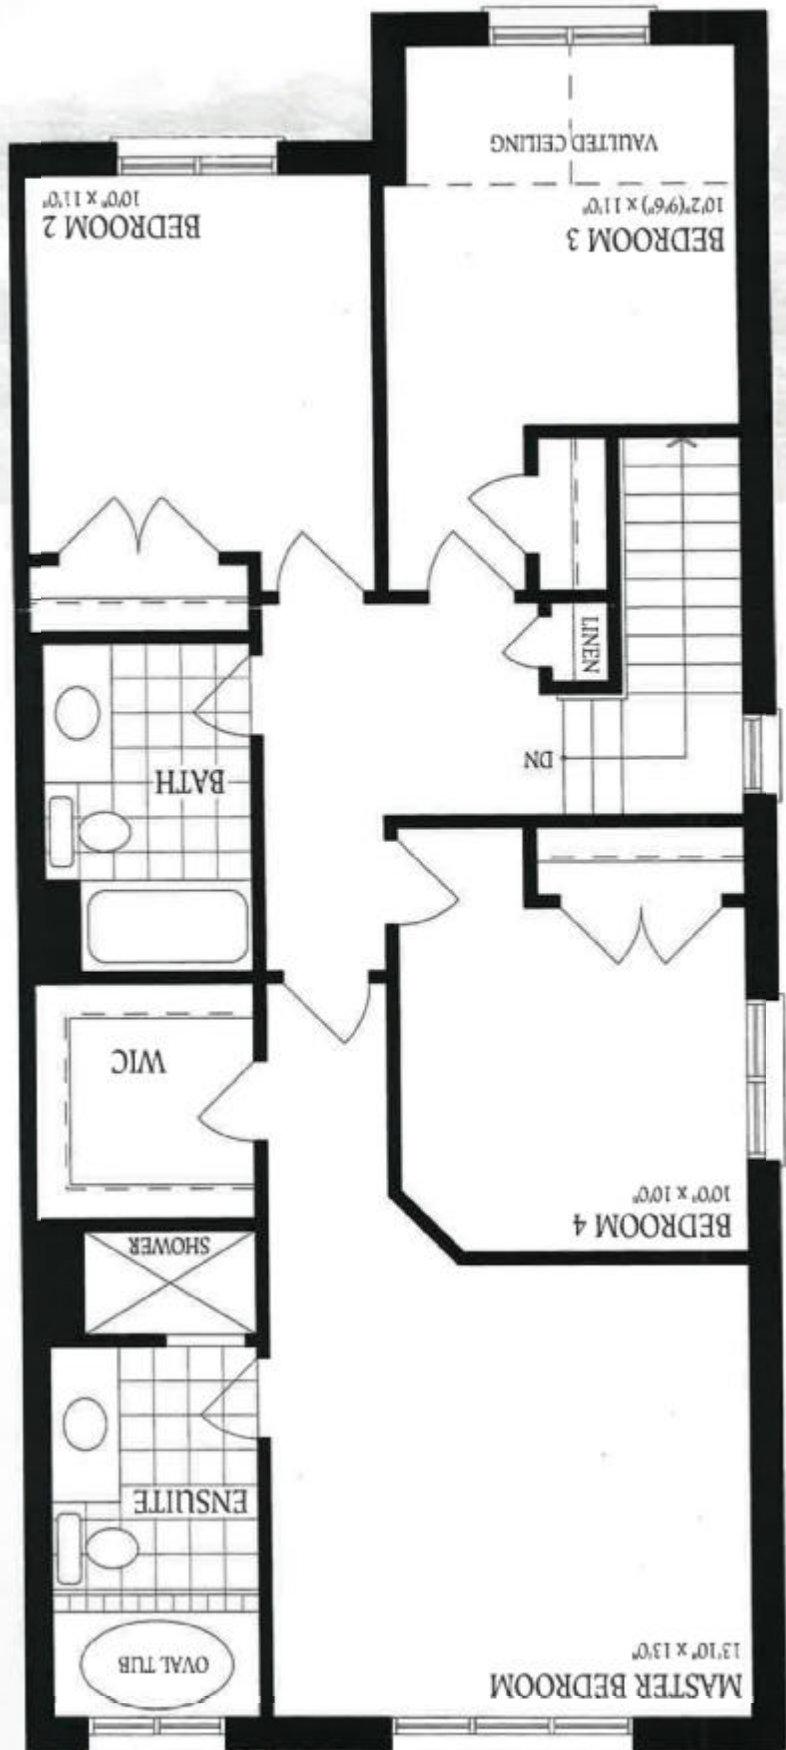 MASTER BEDROOM
13'10" x 13'0"
OVAL TUB
ENSUITE
SHOWER
BEDROOM 4
10'0" x 10'0"
WIC
BATH
DN
LINEN
BEDROOM 3
10'2"(9'6") x 11'0"
VAULTED CEILING
BEDROOM 2
10'0" x 11'0"